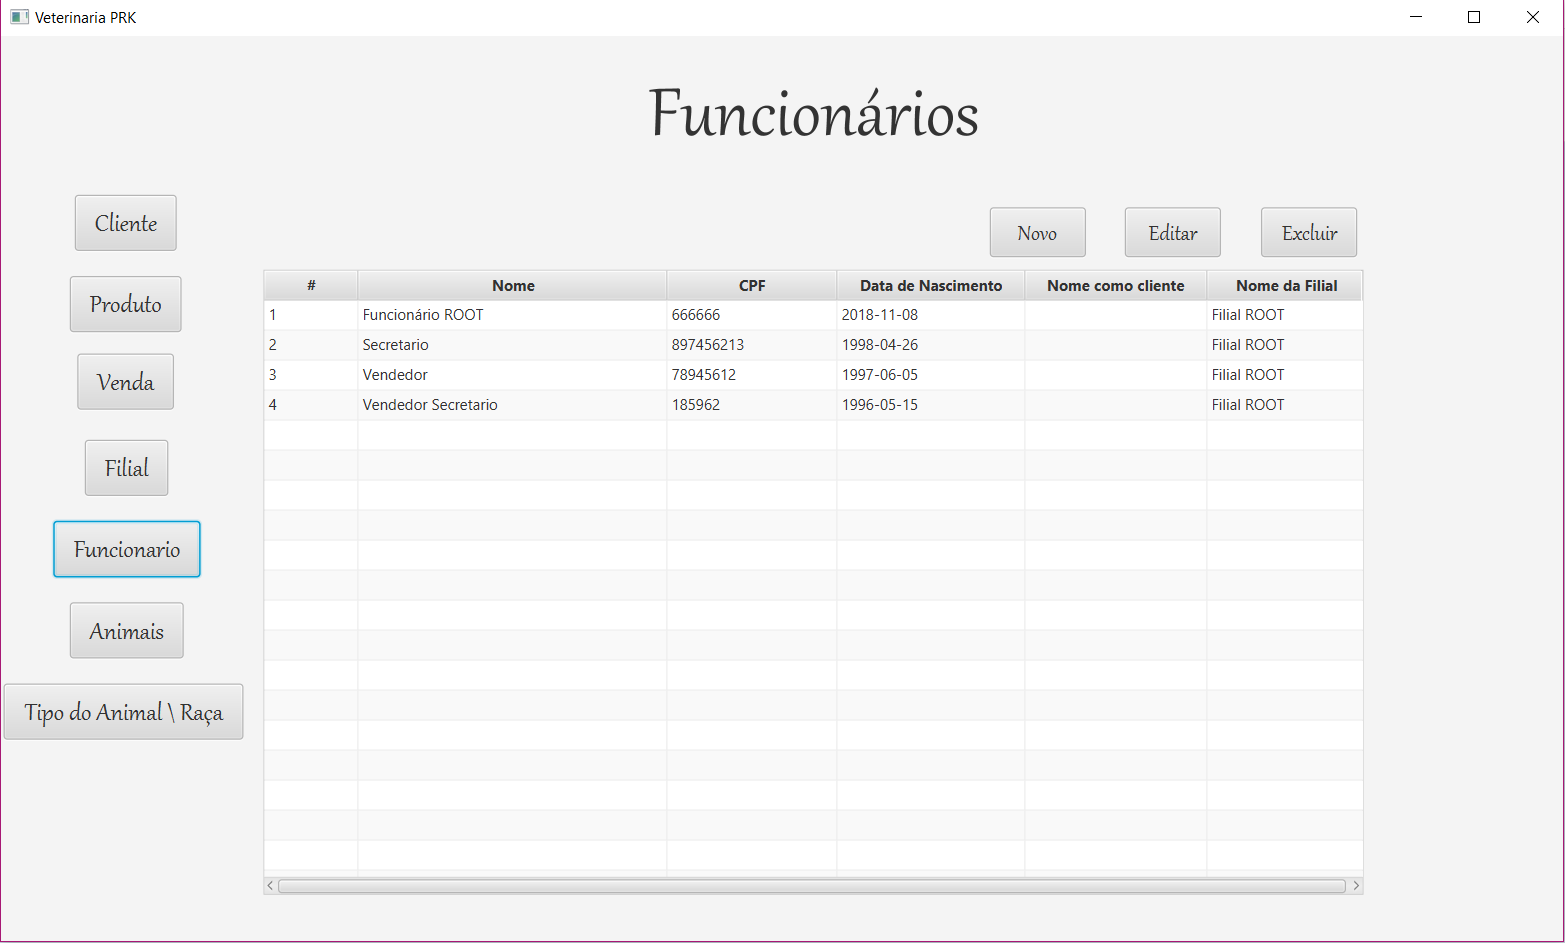 Veterinaria PRK
Funcionários
Cliente
Produto
Venda
Filial
Funcionario
Animais
Tipo do Animal \ Raça
Novo Editar Excluir
# Nome CPF Data de Nascimento Nome como cliente Nome da Filial
1 Funcionário ROOT 666666 2018-11-08 Filial ROOT
2 Secretario 897456213 1998-04-26 Filial ROOT
3 Vendedor 78945612 1997-06-05 Filial ROOT
4 Vendedor Secretario 185962 1996-05-15 Filial ROOT